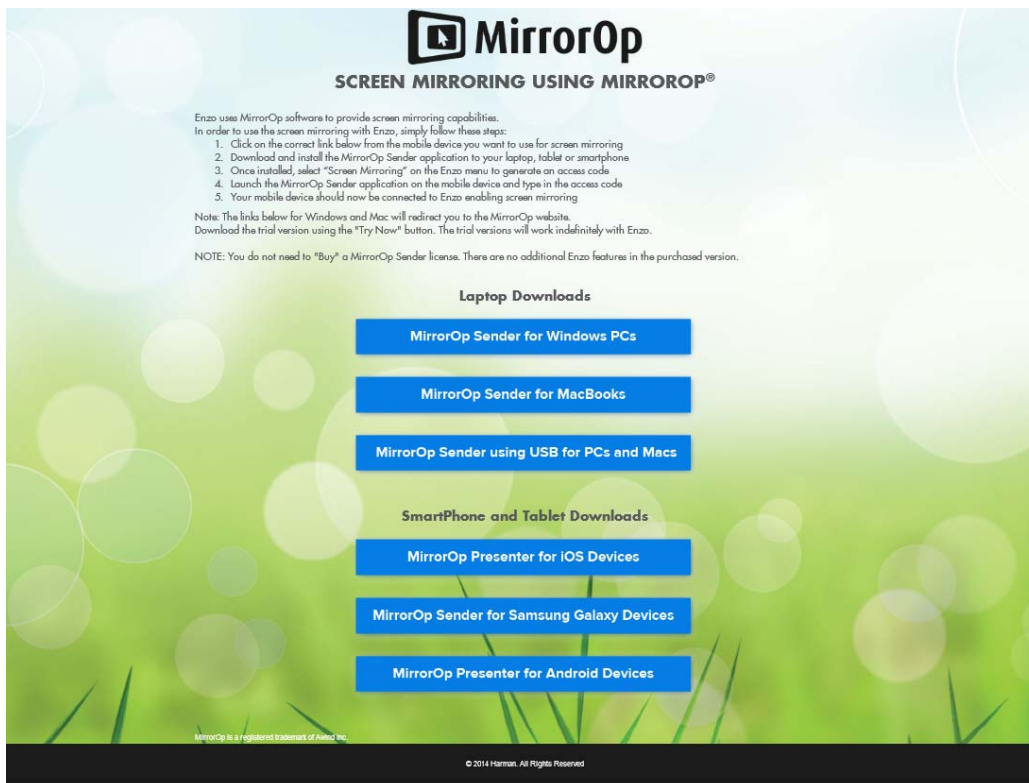 MirrorOp
SCREEN MIRRORING USING MIRROROP®
Enzo uses MirrorOp software to provide screen mirroring capabilities.
In order to use the screen mirroring with Enzo, simply follow these steps:
1. Click on the correct link below from the mobile device you want to use for screen mirroring
2. Download and install the MirrorOp Sender application to your laptop, tablet or smartphone
3. Once installed, select "Screen Mirroring" on the Enzo menu to generate an access code
4. Launch the MirrorOp Sender application on the mobile device and type in the access code
5. Your mobile device should now be connected to Enzo enabling screen mirroring
Note: The links below for Windows and Mac will redirect you to the MirrorOp website.
Download the trial version using the "Try Now" button. The trial versions will work indefinitely with Enzo.
NOTE: You do not need to "Buy" a MirrorOp Sender license. There are no additional Enzo features in the purchased version.
Laptop Downloads
MirrorOp Sender for Windows PCs
MirrorOp Sender for MacBooks
MirrorOp Sender using USB for PCs and Macs
SmartPhone and Tablet Downloads
MirrorOp Presenter for iOS Devices
MirrorOp Sender for Samsung Galaxy Devices
MirrorOp Presenter for Android Devices
MirrorOp is a registered trademark of Awind Inc.
© 2014 Harman. All Rights Reserved